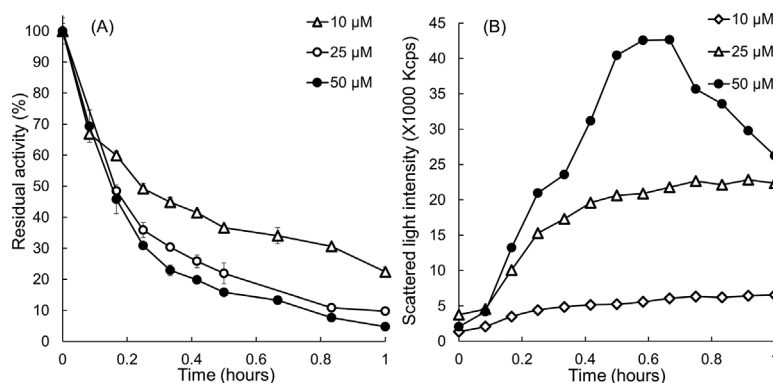 (A)
10 µM
25 µM
50 µM
100
90
80
70
60
50
40
30
20
10
0
Residual activity (%)
0 0.2 0.4 0.6 0.8 1
Time (hours)
(B)
10 µM
25 µM
50 µM
45
40
35
30
25
20
15
10
5
0
Scattered light intensity (X1000 Kcps)
0 0.2 0.4 0.6 0.8 1
Time (hours)